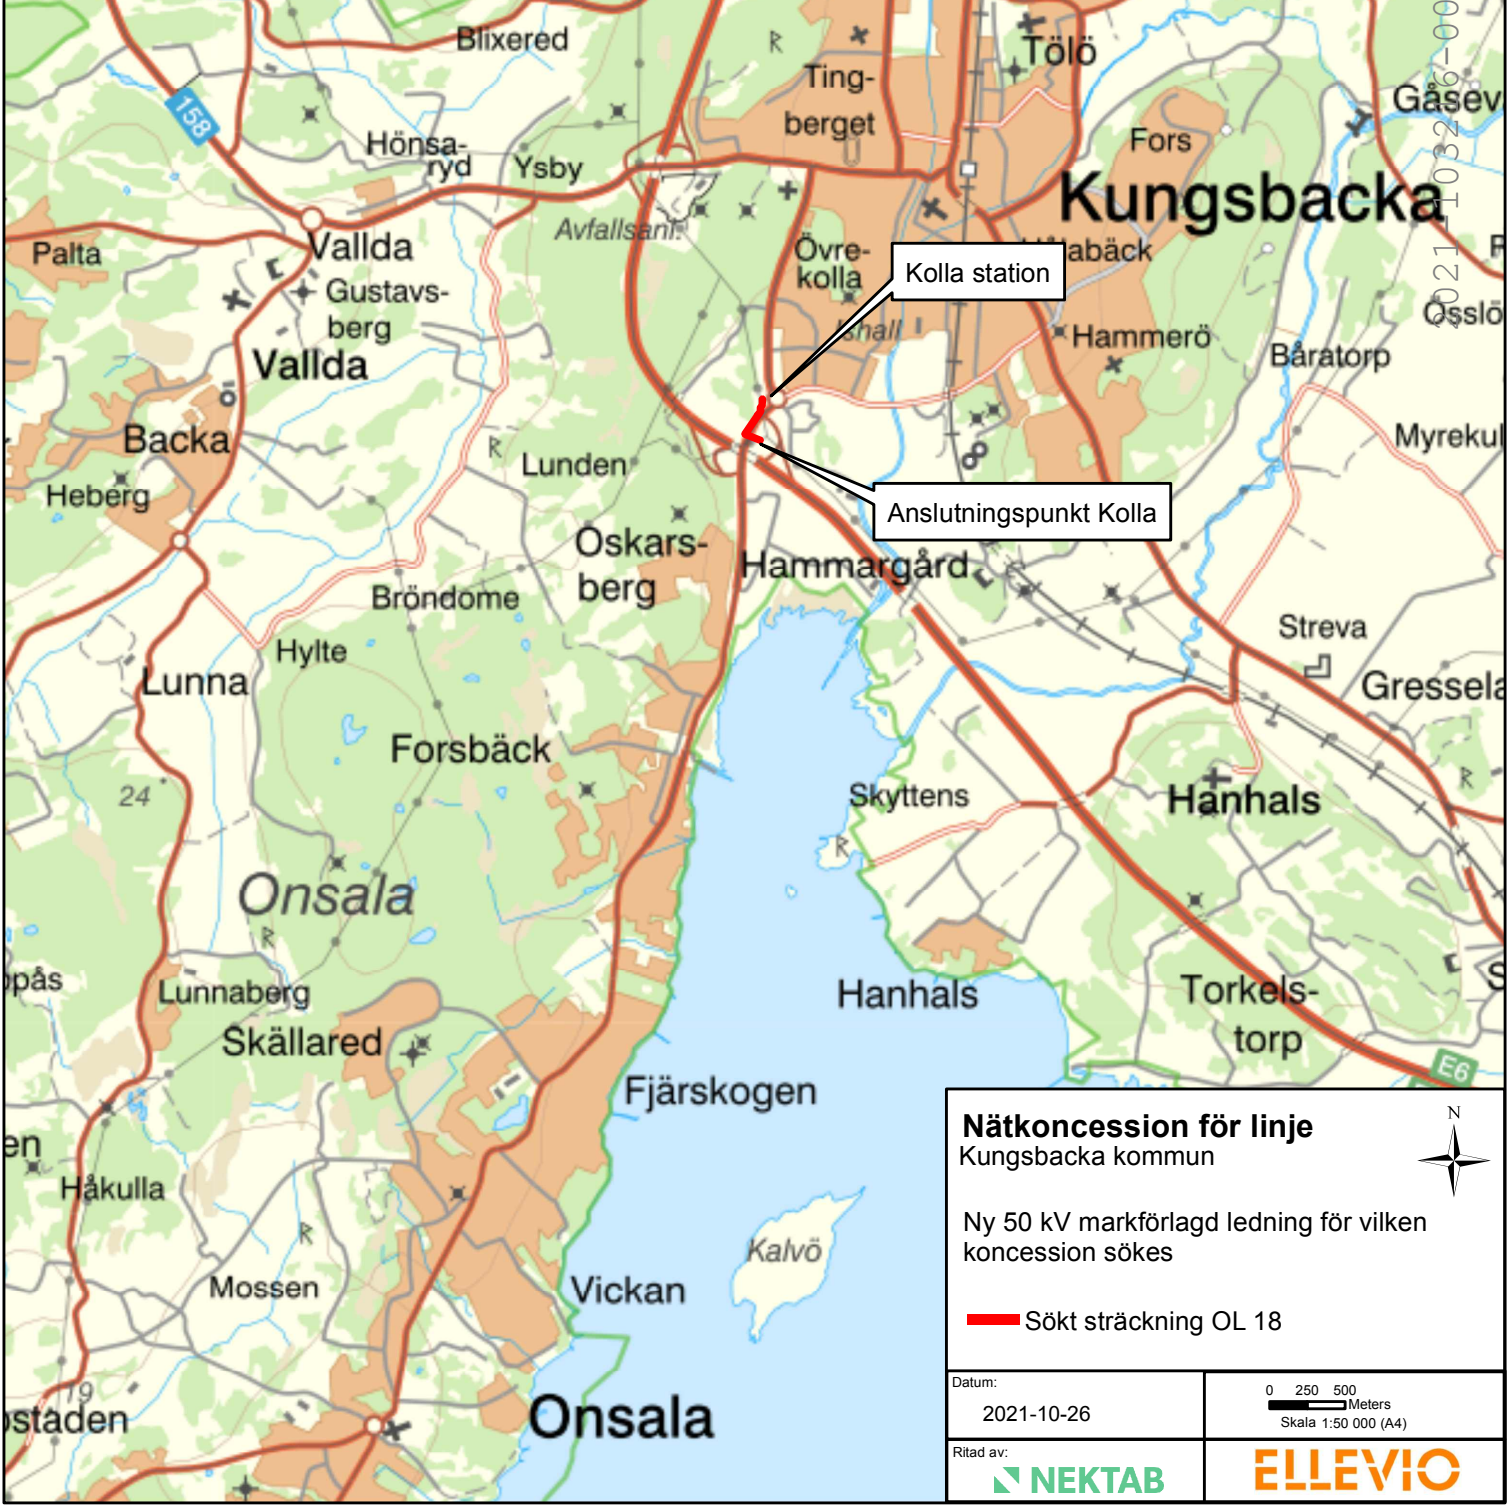 Blixered
Tölö
Ting-
berget
158
Gåsev
Fors
Hönsa-
ryd
Ysby
Kungsbacka
Avfallsanl.
Palta
Vallda
Övre-
kolla
Kolla station
abäck
Gustavs-
berg
Össlö
Ishall
Hammerö
Båratorp
Vallda
Backa
Myrekul
Lunden
Heberg
Anslutningspunkt Kolla
Oskars-
berg
Hammargård
Bröndome
Streva
Hylte
Lunna
Gressela
Forsbäck
24
Skyttens
Hanhals
R
Onsala
pås
Lunnaberg
Hanhals
Torkels-
torp
Skällared
E6
Fjärskogen
en
Håkulla
Kalvö
Mossen
Vickan
19
staden
Onsala
Nätkoncession för linje
Kungsbacka kommun
N
Ny 50 kV markförlagd ledning för vilken
koncession sökes
Sökt sträckning OL 18
Datum:
2021-10-26
0 250 500
Meters
Skala 1:50 000 (A4)
Ritad av:
NEKTAB
ELLEVIO